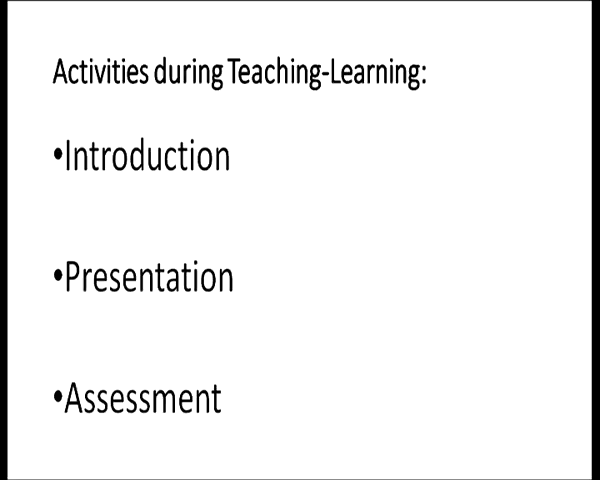 Activities during Teaching-Learning:
•Introduction
•Presentation
•Assessment